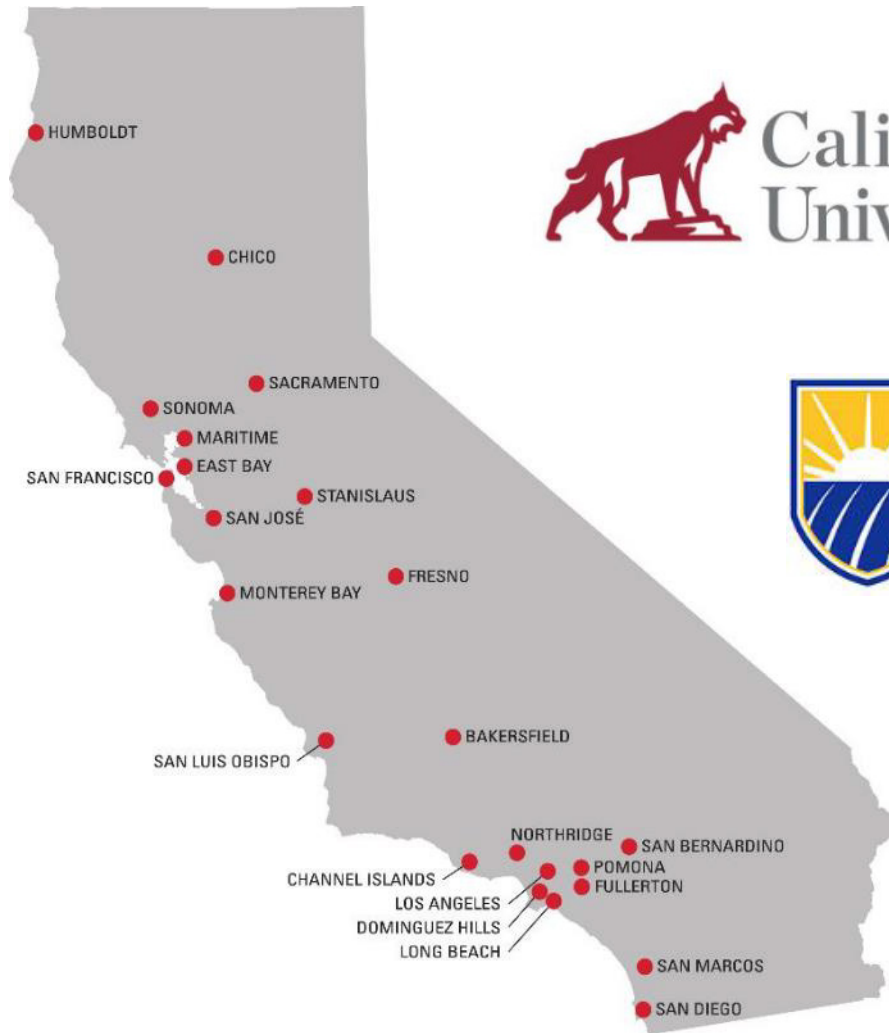 HUMBOLDT
Cali
Univ
CHICO
SACRAMENTO
SONOMA
MARITIME
EAST BAY
SAN FRANCISCO
STANISLAUS
SAN JOSÉ
FRESNO
MONTEREY BAY
BAKERSFIELD
SAN LUIS OBISPO
NORTHRIDGE
SAN BERNARDINO
POMONA
CHANNEL ISLANDS
FULLERTON
LOS ANGELES
DOMINGUEZ HILLS
LONG BEACH
SAN MARCOS
SAN DIEGO